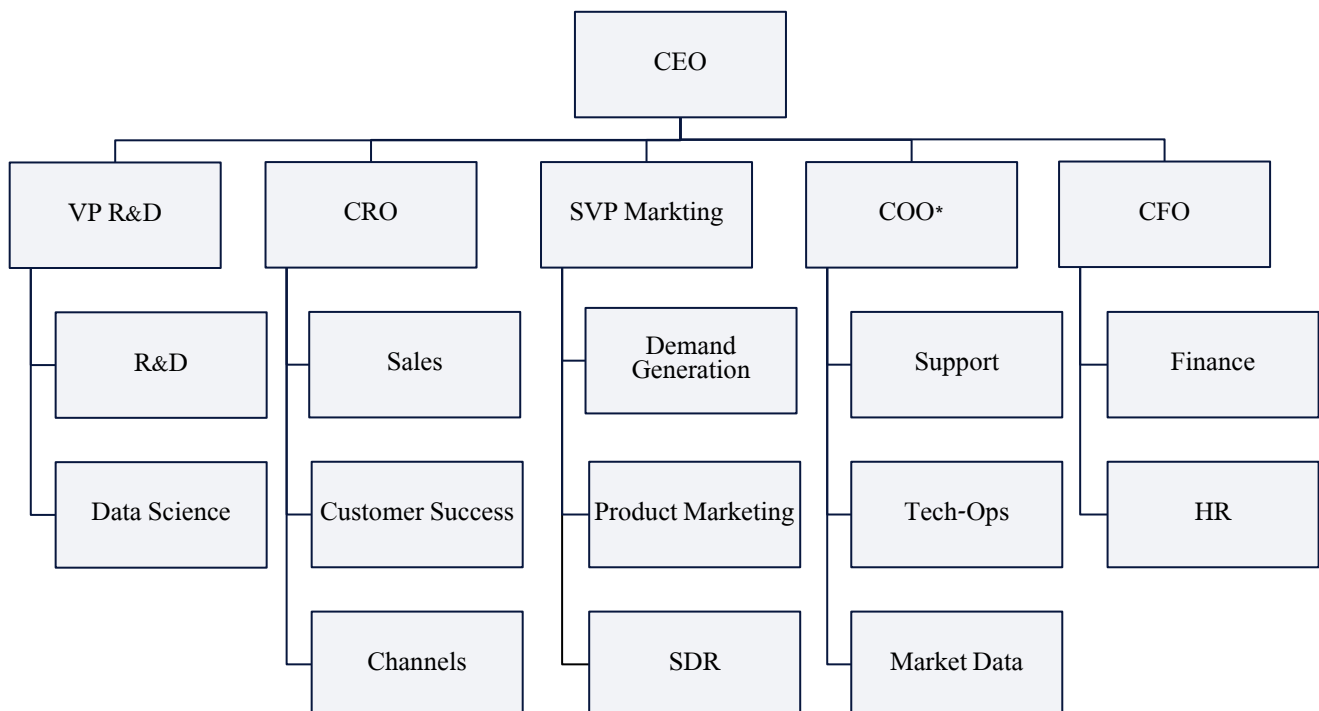 CEO
VP R&D
CRO
SVP Markting
COO*
CFO
R&D
Sales
Demand
Generation
Support
Finance
Data Science
Customer Success
Product Marketing
Tech-Ops
HR
Channels
SDR
Market Data